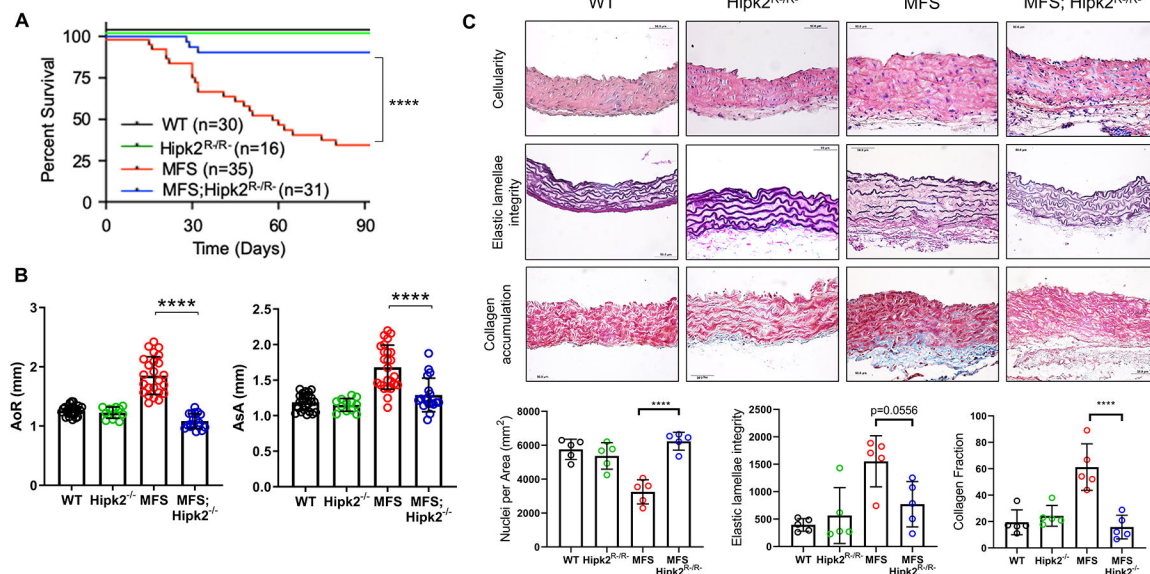 A
Percent Survival
100
75
50
25
0
WT (n=30)
Hipk2R-/R- (n=16)
MFS (n=35)
MFS;Hipk2R-/R- (n=31)
****
0 30 60 90
Time (Days)
B
AoR (mm)
3
2
1
0
****
WT Hipk2-/- MFS MFS;
Hipk2-/-
AsA (mm)
2.5
2.0
1.5
1.0
0.5
0.0
****
WT Hipk2-/- MFS MFS;
Hipk2-/-
C
WT Hipk2R-/R- MFS MFS; Hipk2R-/R-
Cellularity
Elastic lamellae
integrity
Collagen
accumulation
Nuclei per Area (mm2)
8000
6000
4000
2000
0
****
WT Hipk2R-/R- MFS MFS
Hipk2R-/R-
Elastic lamellae integrity
2500
2000
1500
1000
500
0
p=0.0556
WT Hipk2R-/R- MFS MFS
Hipk2R-/R-
Collagen Fraction
100
80
60
40
20
0
****
WT Hipk2-/- MFS MFS
Hipk2-/-